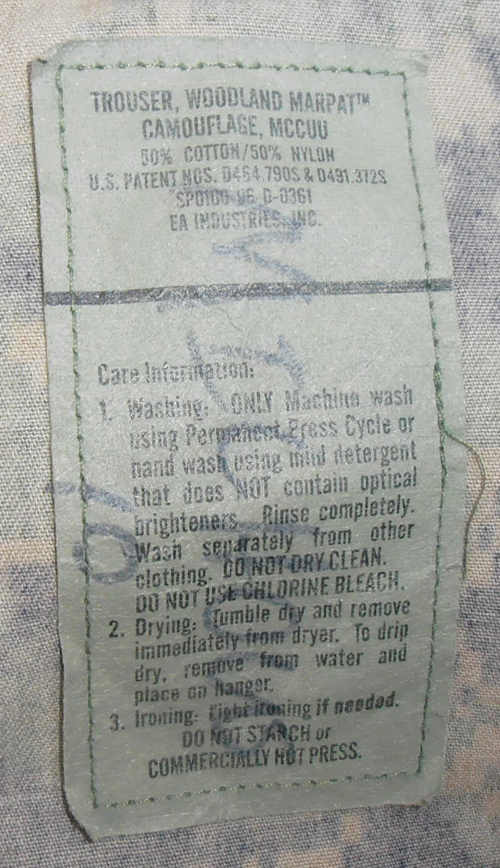 TROUSER, WOODLAND MARPAT™
CAMOUFLAGE, MCCUU
50% COTTON/50% NYLON
U.S. PATENT NOS. D464.790S & D491.372S
SP0100-06-D-0361
EA INDUSTRIES, INC.
Care Information:
1. Washing: ONLY Machine wash
using Permanent Press Cycle or
hand wash using mild detergent
that does NOT contain optical
brighteners. Rinse completely.
Wash separately from other
clothing. DO NOT DRY CLEAN.
DO NOT USE CHLORINE BLEACH.
2. Drying: Tumble dry and remove
immediately from dryer. To drip
dry, remove from water and
place on hanger.
3. Ironing: Light ironing if needed.
DO NOT STARCH or
COMMERCIALLY HOT PRESS.